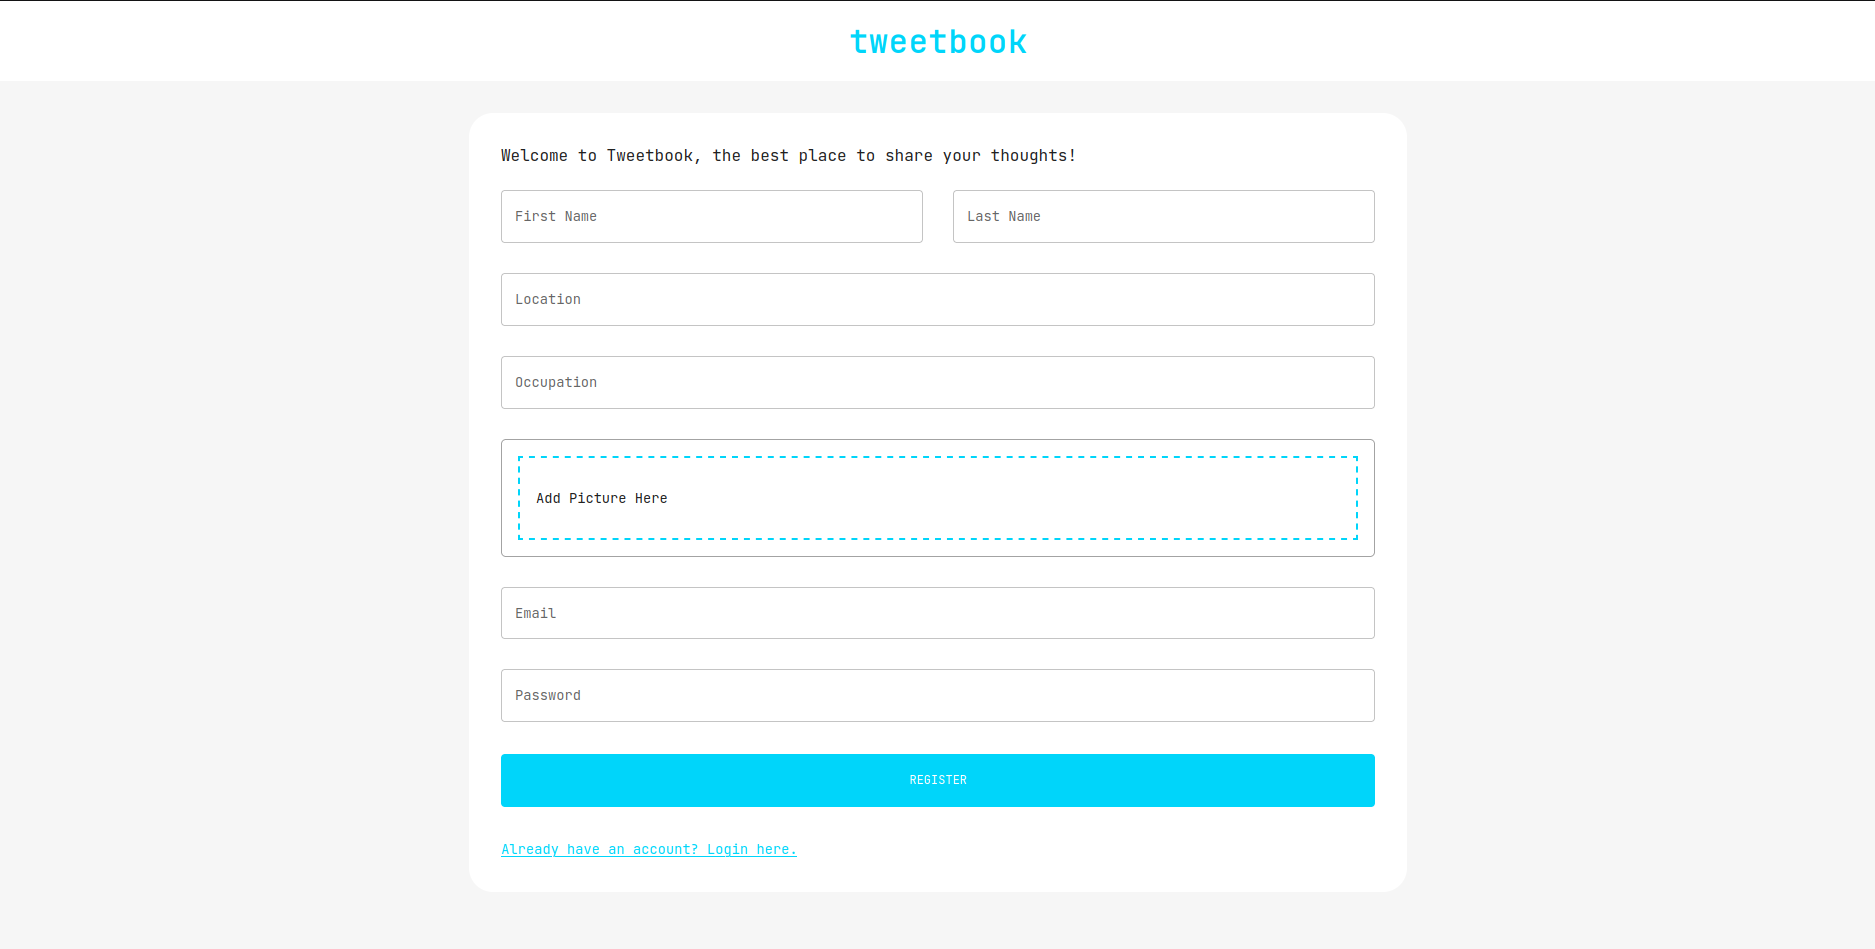 tweetbook
Welcome to Tweetbook, the best place to share your thoughts!
First Name
Last Name
Location
Occupation
Add Picture Here
Email
Password
REGISTER
Already have an account? Login here.